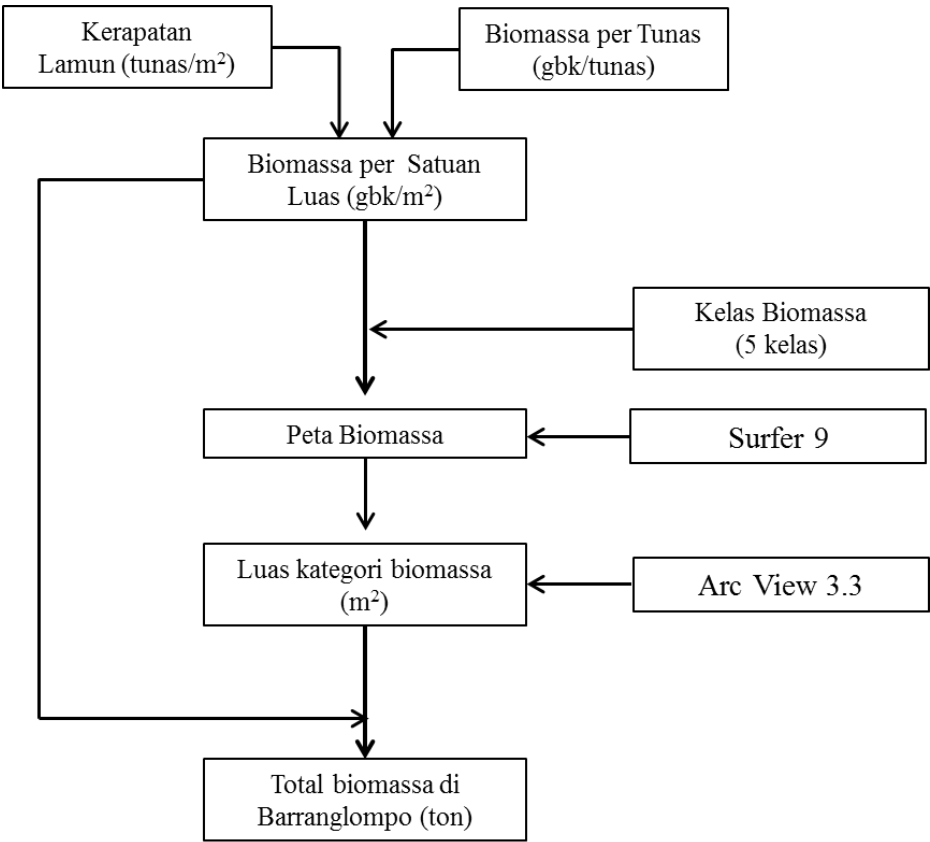 Kerapatan
Lamun (tunas/m²)
Biomassa per Tunas
(gbk/tunas)
Biomassa per Satuan
Luas (gbk/m²)
Kelas Biomassa
(5 kelas)
Peta Biomassa
Surfer 9
Luas kategori biomassa
(m²)
Arc View 3.3
Total biomassa di
Barranglompo (ton)